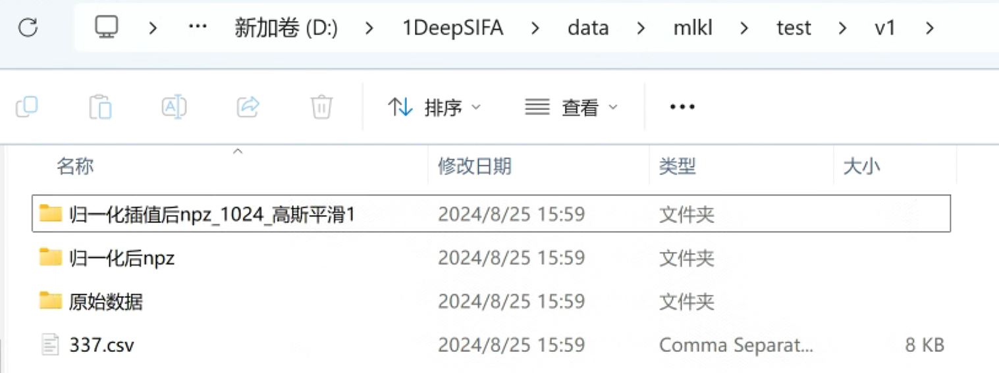 … 新加卷 (D:) > 1DeepSIFA > data > mlkl > test > v1 >
排序 查看 …
名称 修改日期 类型 大小
归一化插值后npz_1024_高斯平滑1 2024/8/25 15:59 文件夹
归一化后npz 2024/8/25 15:59 文件夹
原始数据 2024/8/25 15:59 文件夹
337.csv 2024/8/25 15:59 Comma Separat... 8 KB